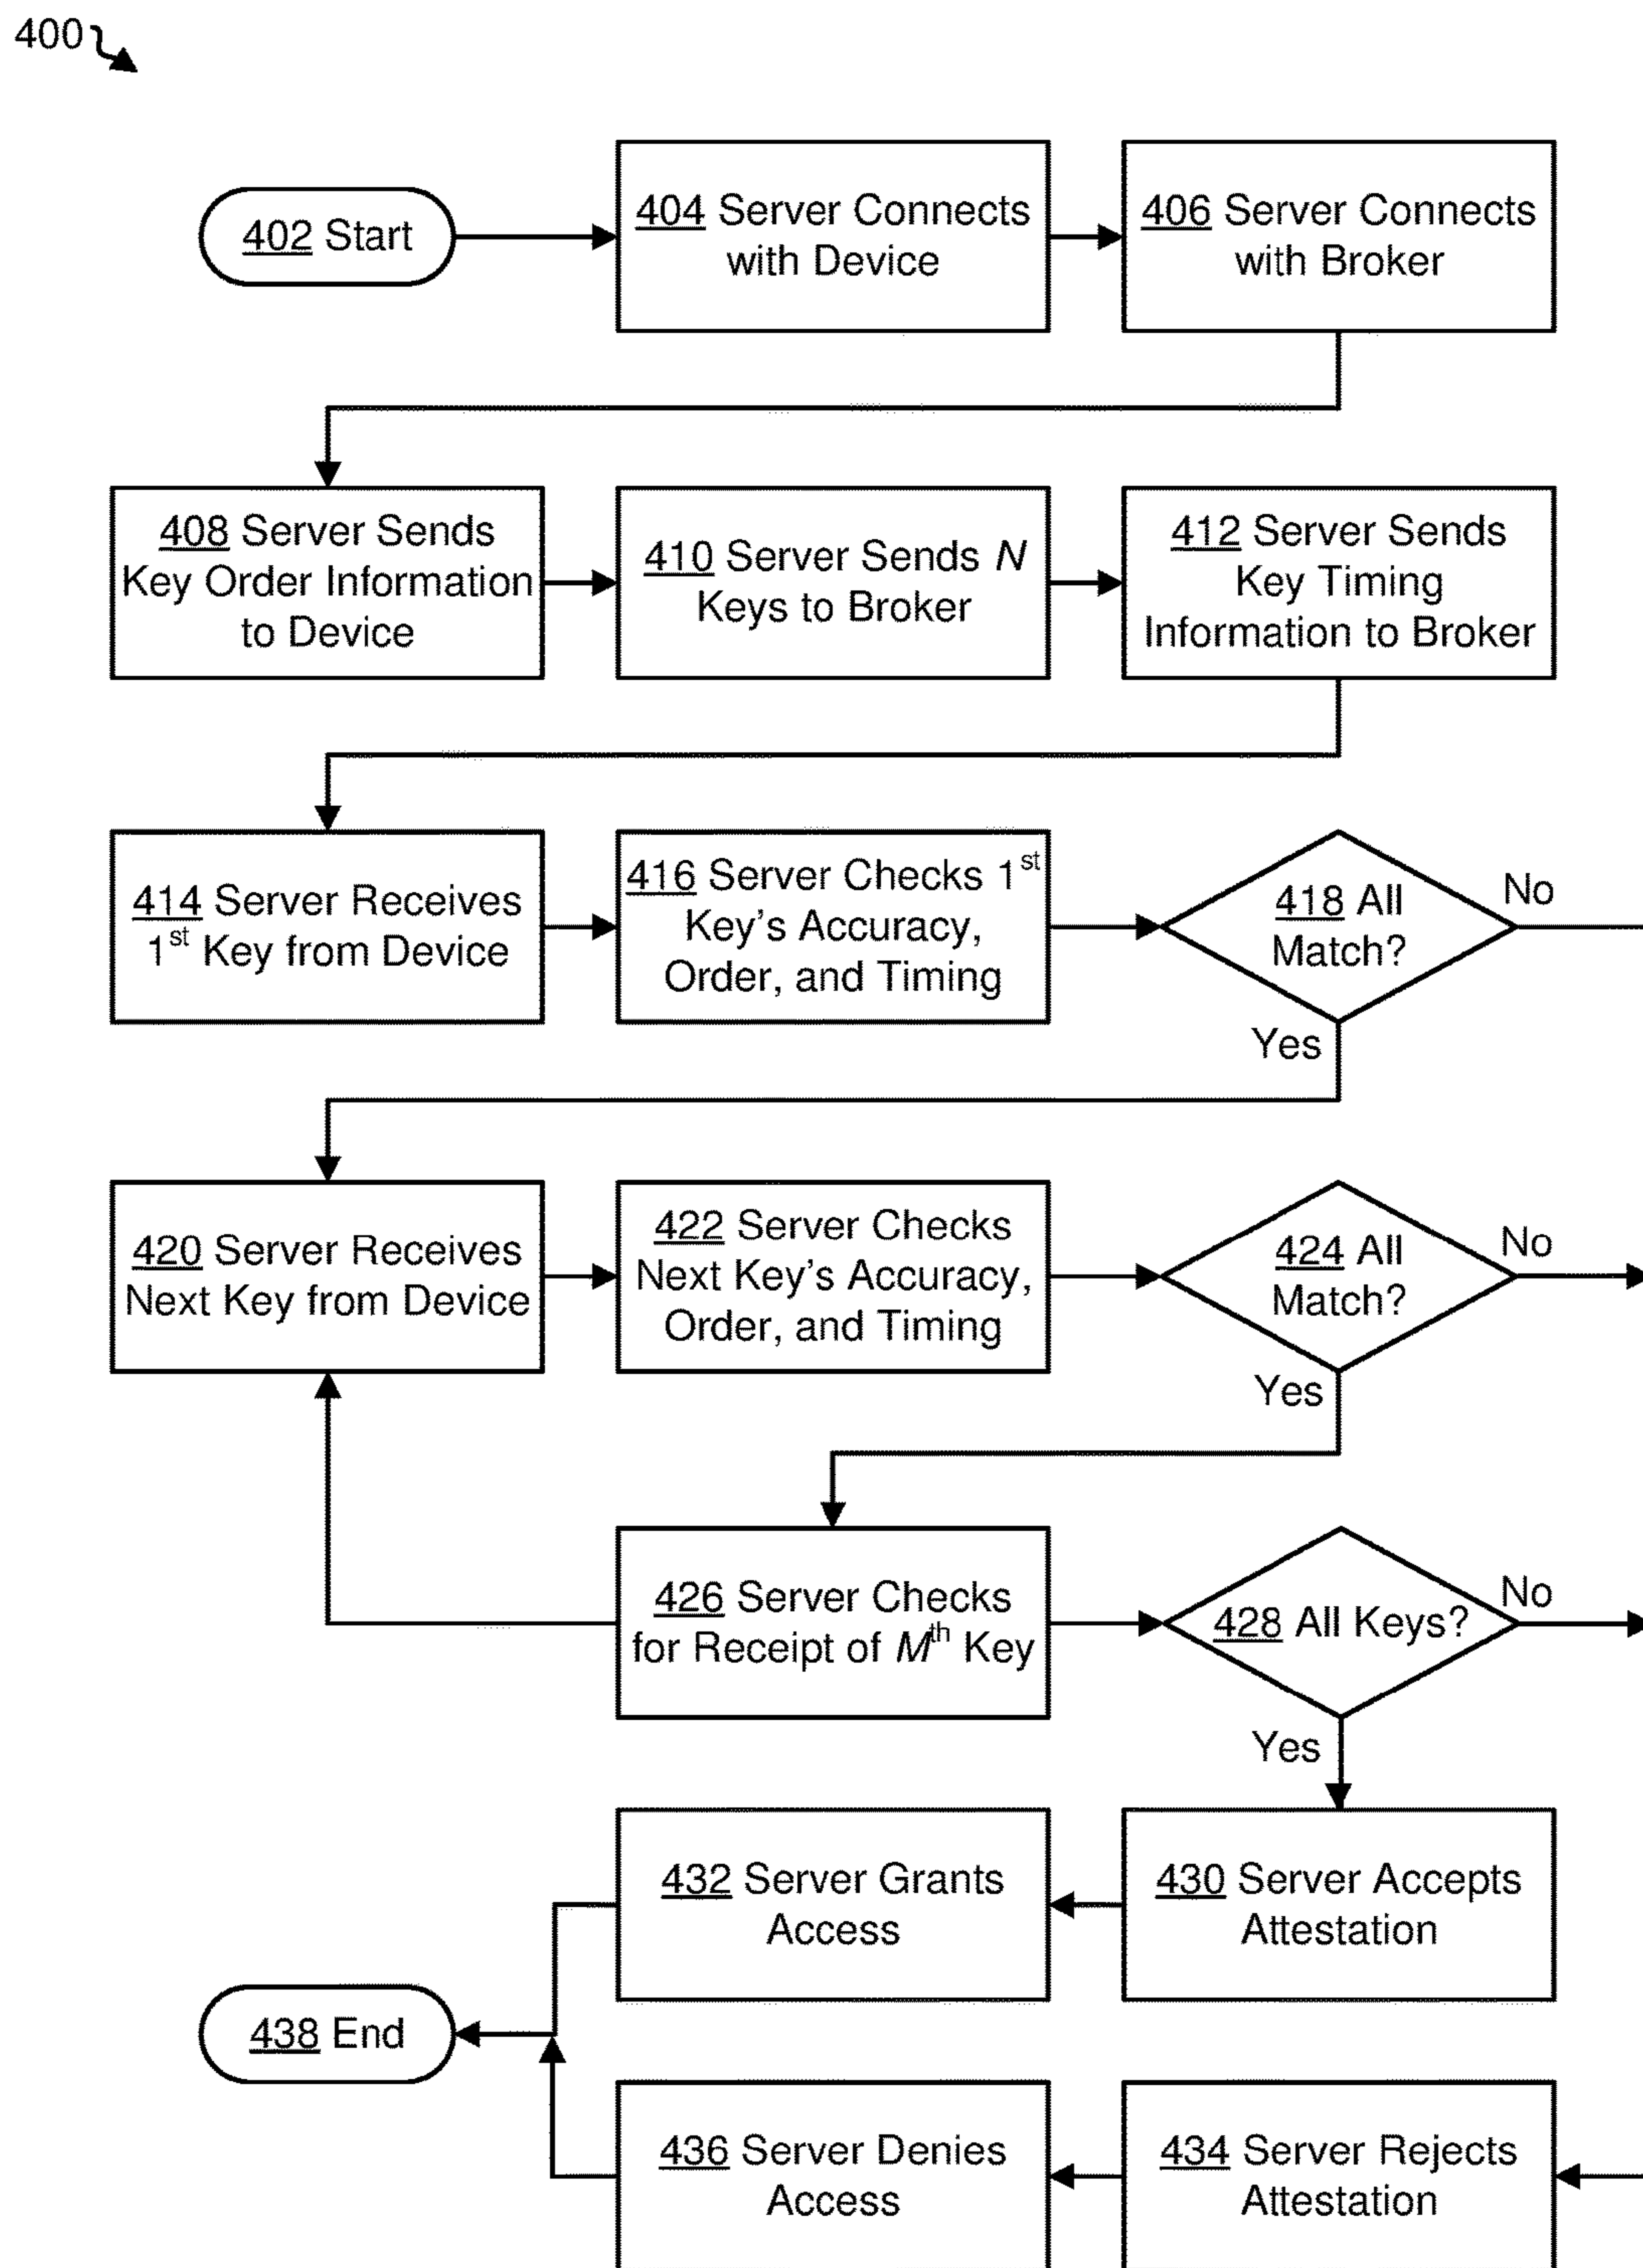 400
402 Start
404 Server Connects
with Device
406 Server Connects
with Broker
408 Server Sends
Key Order Information
to Device
410 Server Sends N
Keys to Broker
412 Server Sends
Key Timing
Information to Broker
414 Server Receives
1st Key from Device
416 Server Checks 1st
Key's Accuracy,
Order, and Timing
418 All
Match?
No
Yes
420 Server Receives
Next Key from Device
422 Server Checks
Next Key's Accuracy,
Order, and Timing
424 All
Match?
No
Yes
426 Server Checks
for Receipt of Mth Key
428 All Keys?
No
Yes
432 Server Grants
Access
430 Server Accepts
Attestation
438 End
436 Server Denies
Access
434 Server Rejects
Attestation